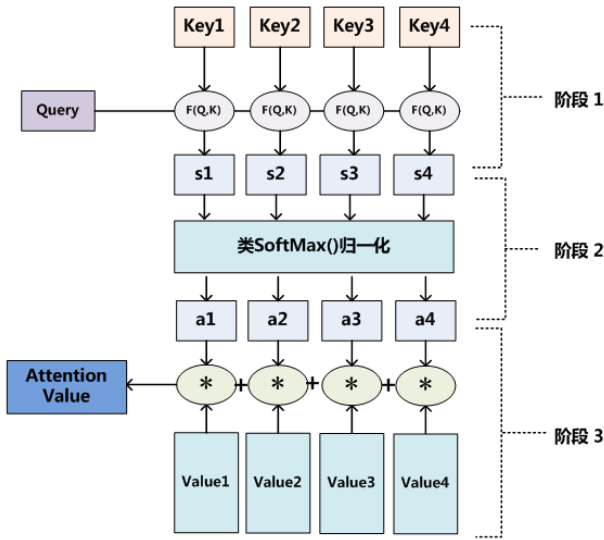 Key1 Key2 Key3 Key4
Query F(Q,K) F(Q,K) F(Q,K) F(Q,K) 阶段 1
s1 s2 s3 s4
类SoftMax()归一化 阶段 2
a1 a2 a3 a4
Attention
Value
* + * + * + *
阶段 3
Value1 Value2 Value3 Value4